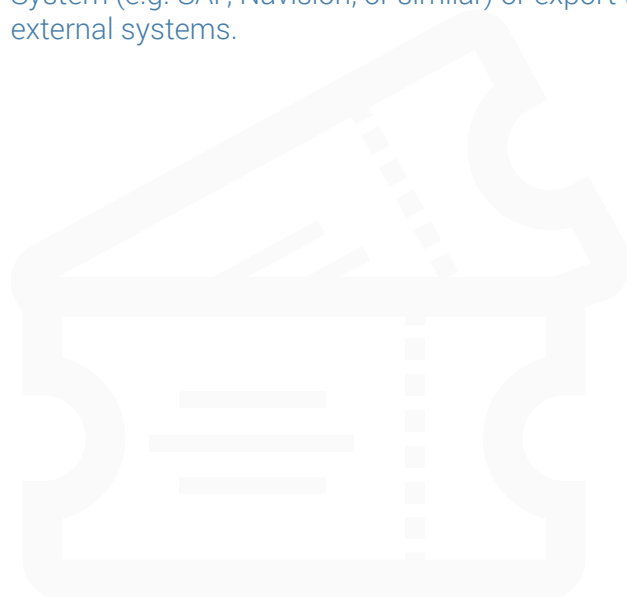 System (e.g. SAP, Navision, or similar) or export
external systems.